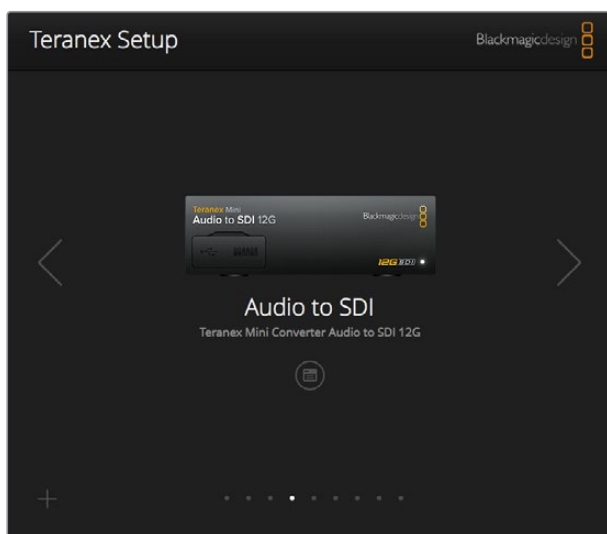 Teranex Setup
Blackmagicdesign
Teranex Mini
Audio to SDI 12G
Blackmagicdesign
12G SDI
Audio to SDI
Teranex Mini Converter Audio to SDI 12G